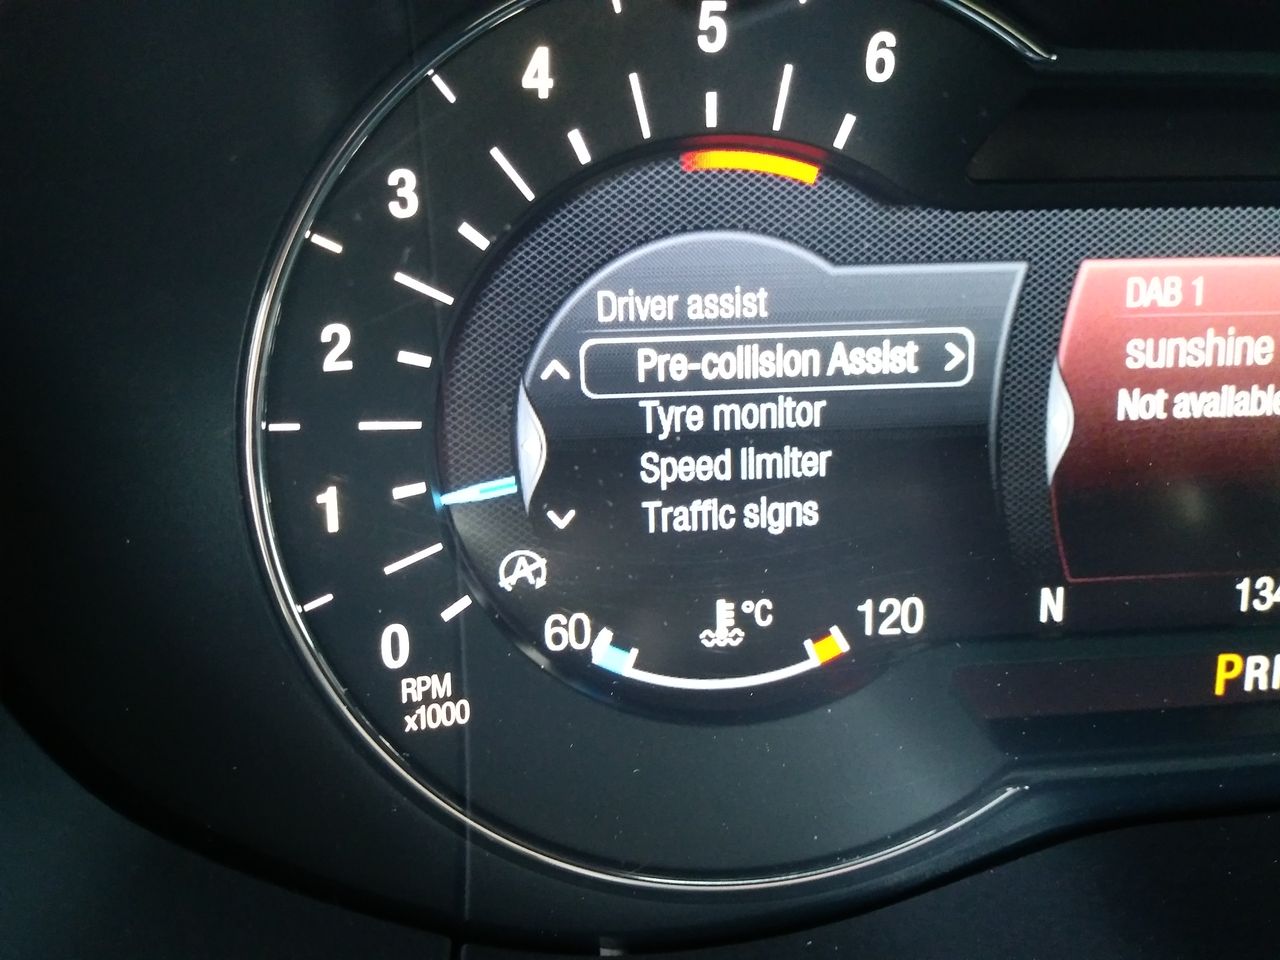 5
4
6
3
2
1
0
RPM
x1000
Driver assist
Pre-collision Assist
Tyre monitor
Speed limiter
Traffic signs
A
60
°C
120
DAB 1
sunshine
Not available
N
134